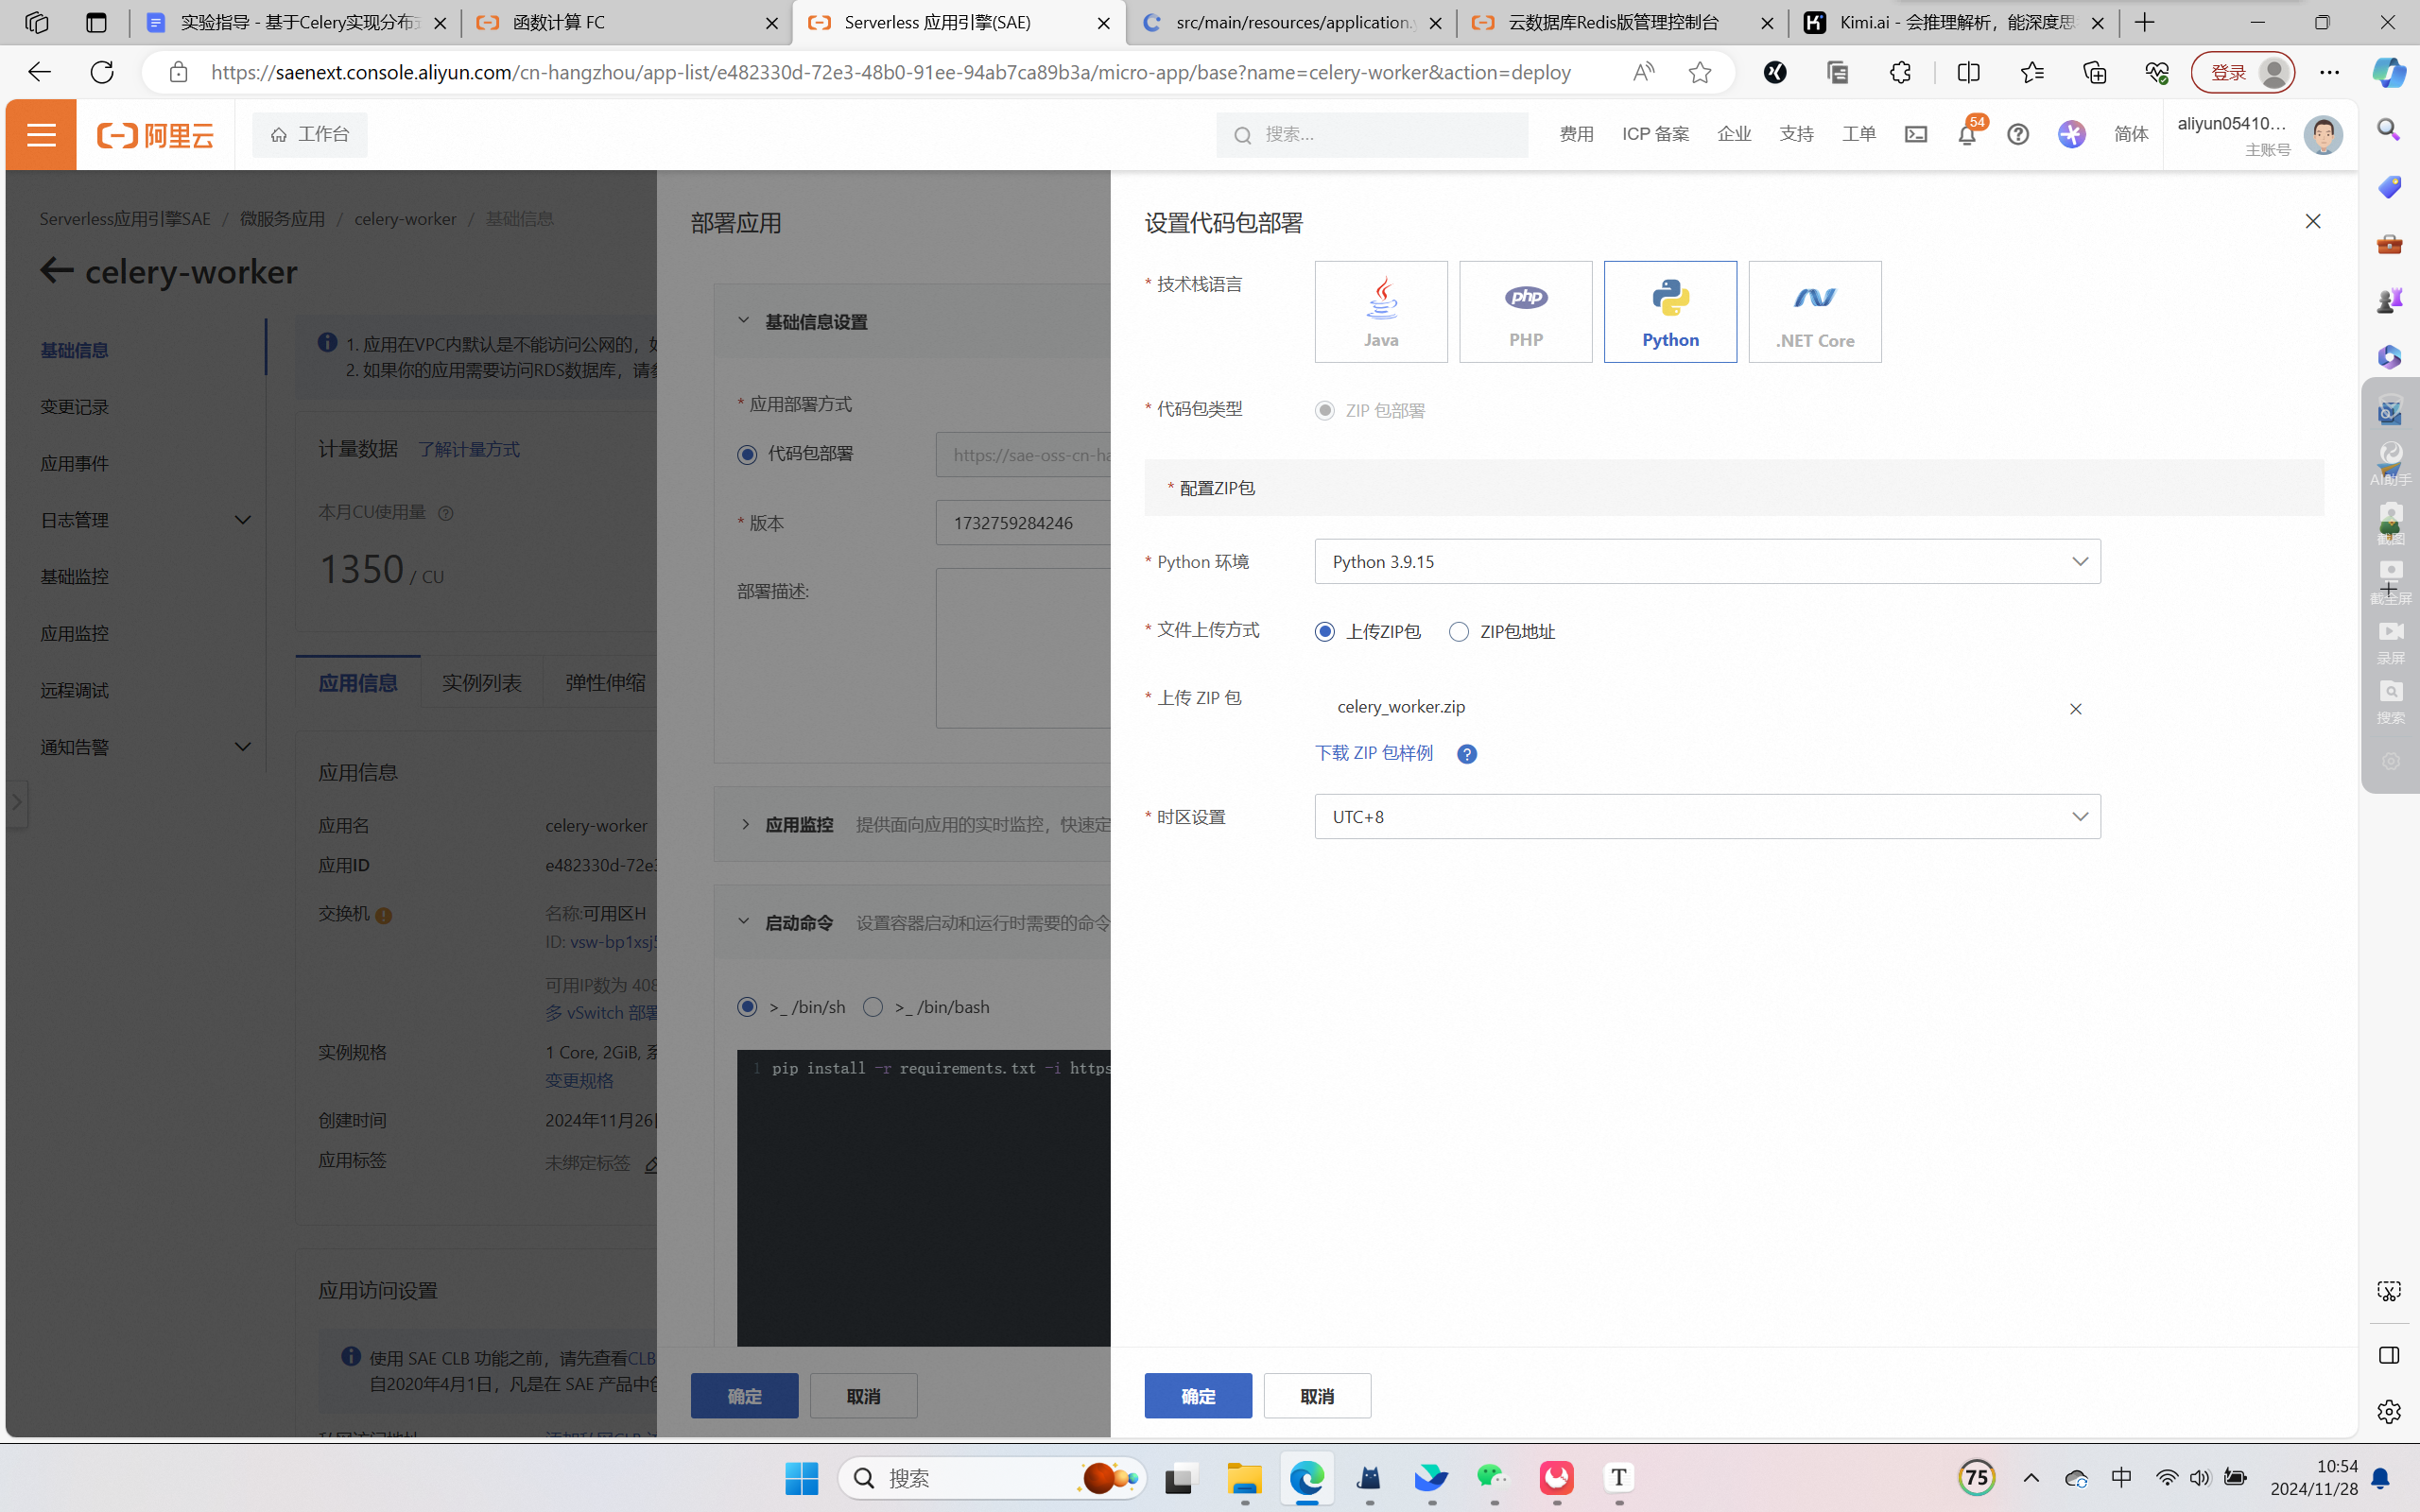 实验指导 - 基于Celery实现分布式
函数计算 FC
Serverless 应用引擎(SAE)
src/main/resources/application.y
云数据库Redis版管理控制台
Kimi.ai - 会推理解析，能深度思
https://saenext.console.aliyun.com/cn-hangzhou/app-list/e482330d-72e3-48b0-91ee-94ab7ca89b3a/micro-app/base?name=celery-worker&action=deploy
登录
阿里云
工作台
搜索...
费用
ICP 备案
企业
支持
工单
54
简体
aliyun05410...
主账号
Serverless应用引擎SAE / 微服务应用 / celery-worker / 基础信息
celery-worker
基础信息
变更记录
应用事件
日志管理
基础监控
应用监控
远程调试
通知告警
1. 应用在VPC内默认是不能访问公网的，如
2. 如果你的应用需要访问RDS数据库，请参
计量数据 了解计量方式
本月CU使用量
1350 / CU
应用信息 实例列表 弹性伸缩
应用信息
应用名 celery-worker
应用ID e482330d-72e3
交换机 名称:可用区H
ID: vsw-bp1xsj5
可用IP数为 408
多 vSwitch 部署
实例规格 1 Core, 2GiB, 系
变更规格
创建时间 2024年11月26日
应用标签 未绑定标签
应用访问设置
使用 SAE CLB 功能之前，请先查看CLB
自2020年4月1日，凡是在 SAE 产品中创
部署应用
基础信息设置
* 应用部署方式
代码包部署 https://sae-oss-cn-ha
* 版本 1732759284246
部署描述:
应用监控 提供面向应用的实时监控，快速定
启动命令 设置容器启动和运行时需要的命令
>_ /bin/sh >_ /bin/bash
1 pip install -r requirements.txt -i https
确定 取消
设置代码包部署
* 技术栈语言
Java
php
PHP
Python
.NET Core
* 代码包类型 ZIP 包部署
* 配置ZIP包
* Python 环境 Python 3.9.15
* 文件上传方式 上传ZIP包 ZIP包地址
* 上传 ZIP 包 celery_worker.zip
下载 ZIP 包样例
* 时区设置 UTC+8
确定 取消
AI助手
截图
截全屏
录屏
搜索
搜索
T
75
中
10:54
2024/11/28